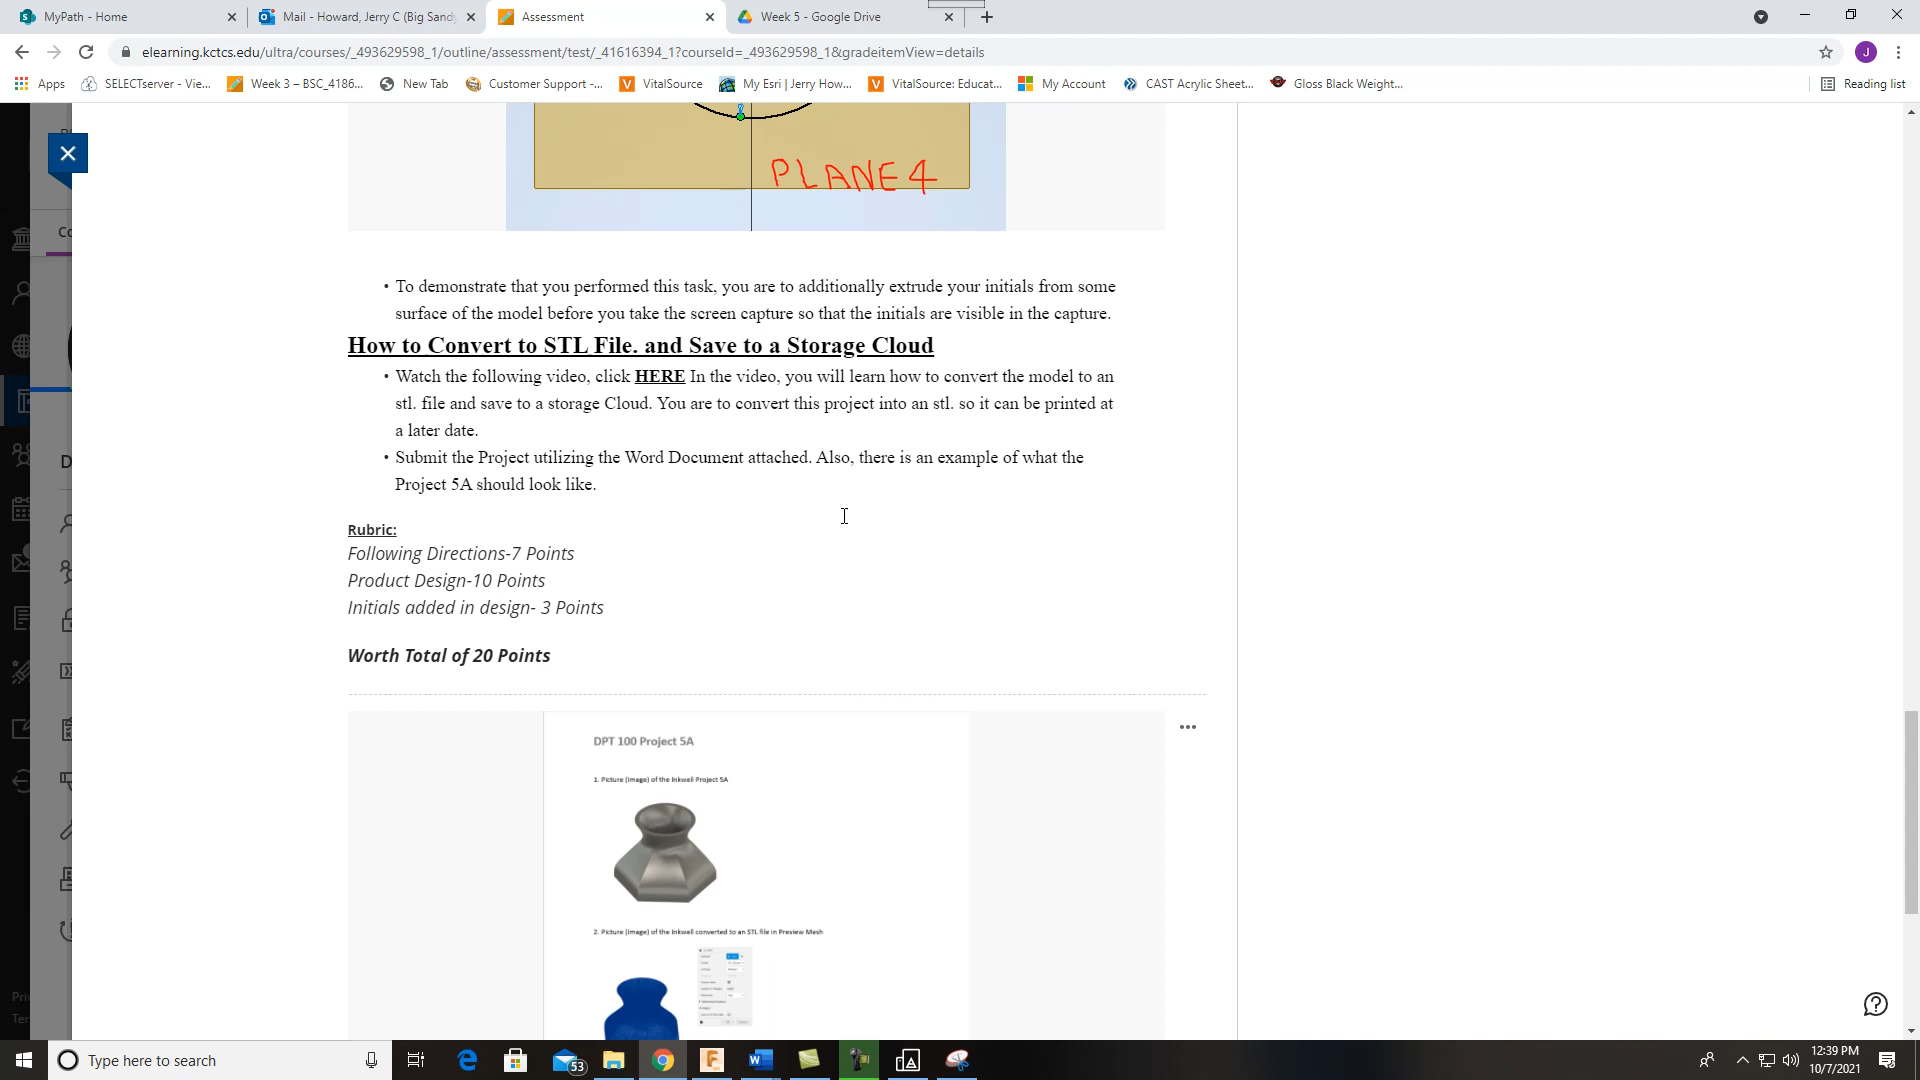 MyPath - Home
Mail - Howard, Jerry C (Big Sandy
Assessment
Week 5 - Google Drive
elearning.kctcs.edu/ultra/courses/_493629598_1/outline/assessment/test/_41616394_1?courseId=_493629598_1&gradeitemView=details
J
Apps
SELECTserver - Vie...
Week 3 – BSC_4186...
New Tab
Customer Support -...
VitalSource
My Esri | Jerry How...
VitalSource: Educat...
My Account
CAST Acrylic Sheet...
Gloss Black Weight...
Reading list
PLANE 4
• To demonstrate that you performed this task, you are to additionally extrude your initials from some
surface of the model before you take the screen capture so that the initials are visible in the capture.
How to Convert to STL File. and Save to a Storage Cloud
• Watch the following video, click HERE In the video, you will learn how to convert the model to an
stl. file and save to a storage Cloud. You are to convert this project into an stl. so it can be printed at
a later date.
• Submit the Project utilizing the Word Document attached. Also, there is an example of what the
Project 5A should look like.
Rubric:
Following Directions-7 Points
Product Design-10 Points
Initials added in design- 3 Points
Worth Total of 20 Points
DPT 100 Project 5A
1. Picture (Image) of the Inkwell Project 5A
2. Picture (Image) of the Inkwell converted to an STL file in Preview Mesh
Type here to search
53
12:39 PM
10/7/2021